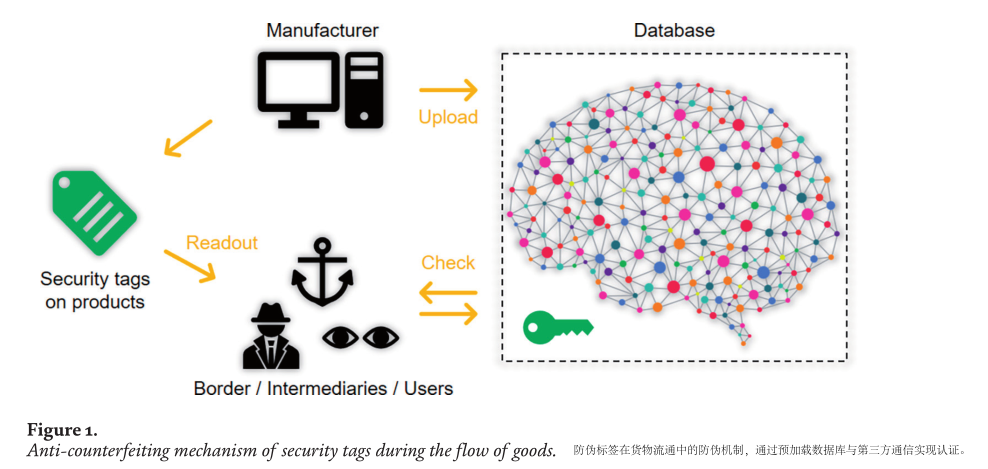 Manufacturer
Database
Upload
Readout
Security tags
on products
Check
Border / Intermediaries / Users
Figure 1.
Anti-counterfeiting mechanism of security tags during the flow of goods. 防伪标签在货物流通中的防伪机制，通过预加载数据库与第三方通信实现认证。